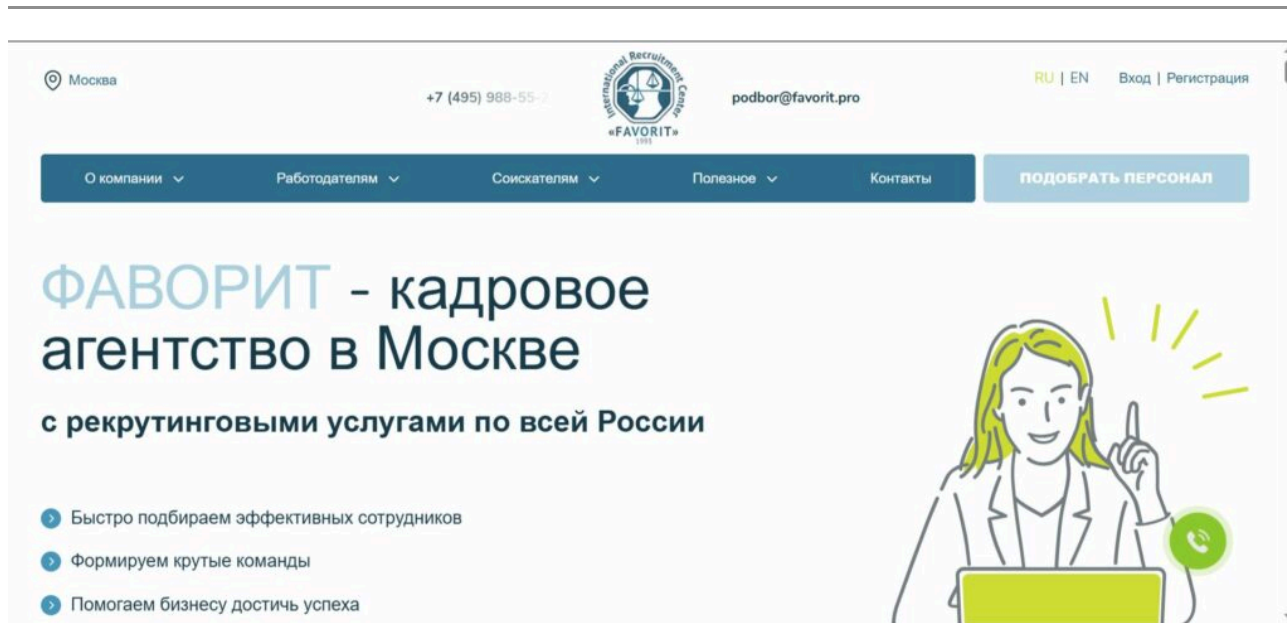 Москва
+7 (495) 988-55-
International Recruitment Center
«FAVORIT»
1995
podbor@favorit.pro
RU | EN
Вход | Регистрация
О компании
Работодателям
Соискателям
Полезное
Контакты
ПОДОБРАТЬ ПЕРСОНАЛ
ФАВОРИТ - кадровое
агентство в Москве
с рекрутинговыми услугами по всей России
Быстро подбираем эффективных сотрудников
Формируем крутые команды
Помогаем бизнесу достичь успеха